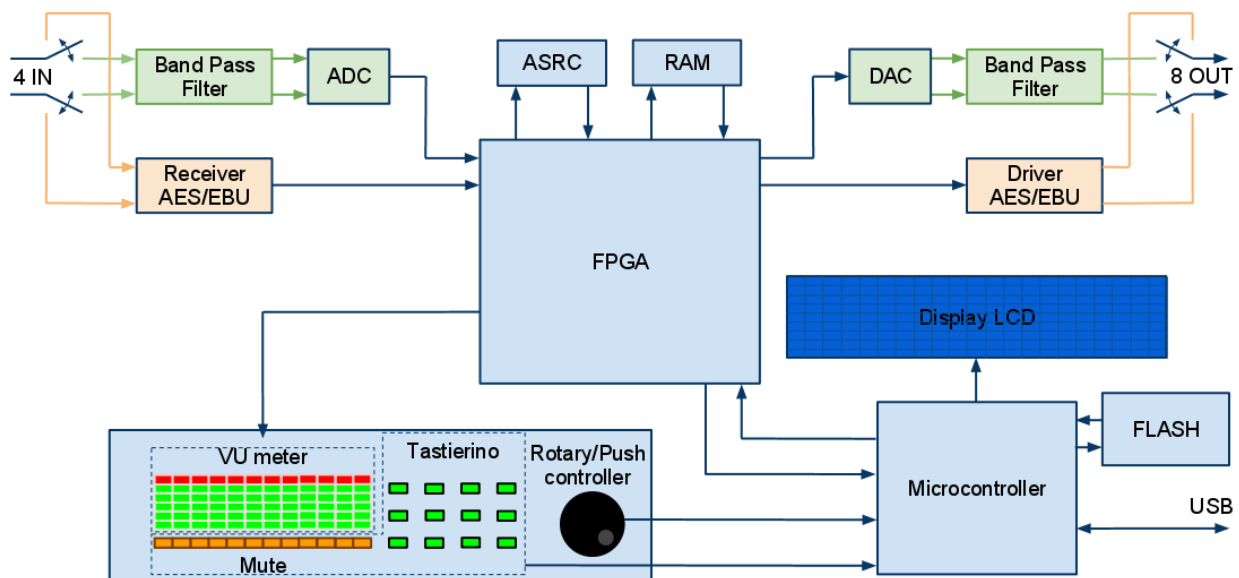 4 IN
Band Pass
Filter
ADC
ASRC
RAM
DAC
Band Pass
Filter
8 OUT
Receiver
AES/EBU
Driver
AES/EBU
FPGA
Display LCD
VU meter
Tastierino
Rotary/Push
controller
FLASH
Microcontroller
USB
Mute